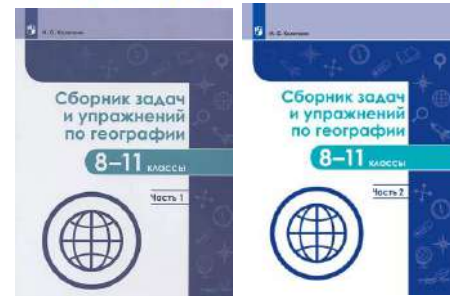 Сборник задач
и упражнений
по географии
8–11 классы
Часть 1
Сборник задач
и упражнений
по географии
8–11 классы
Часть 2